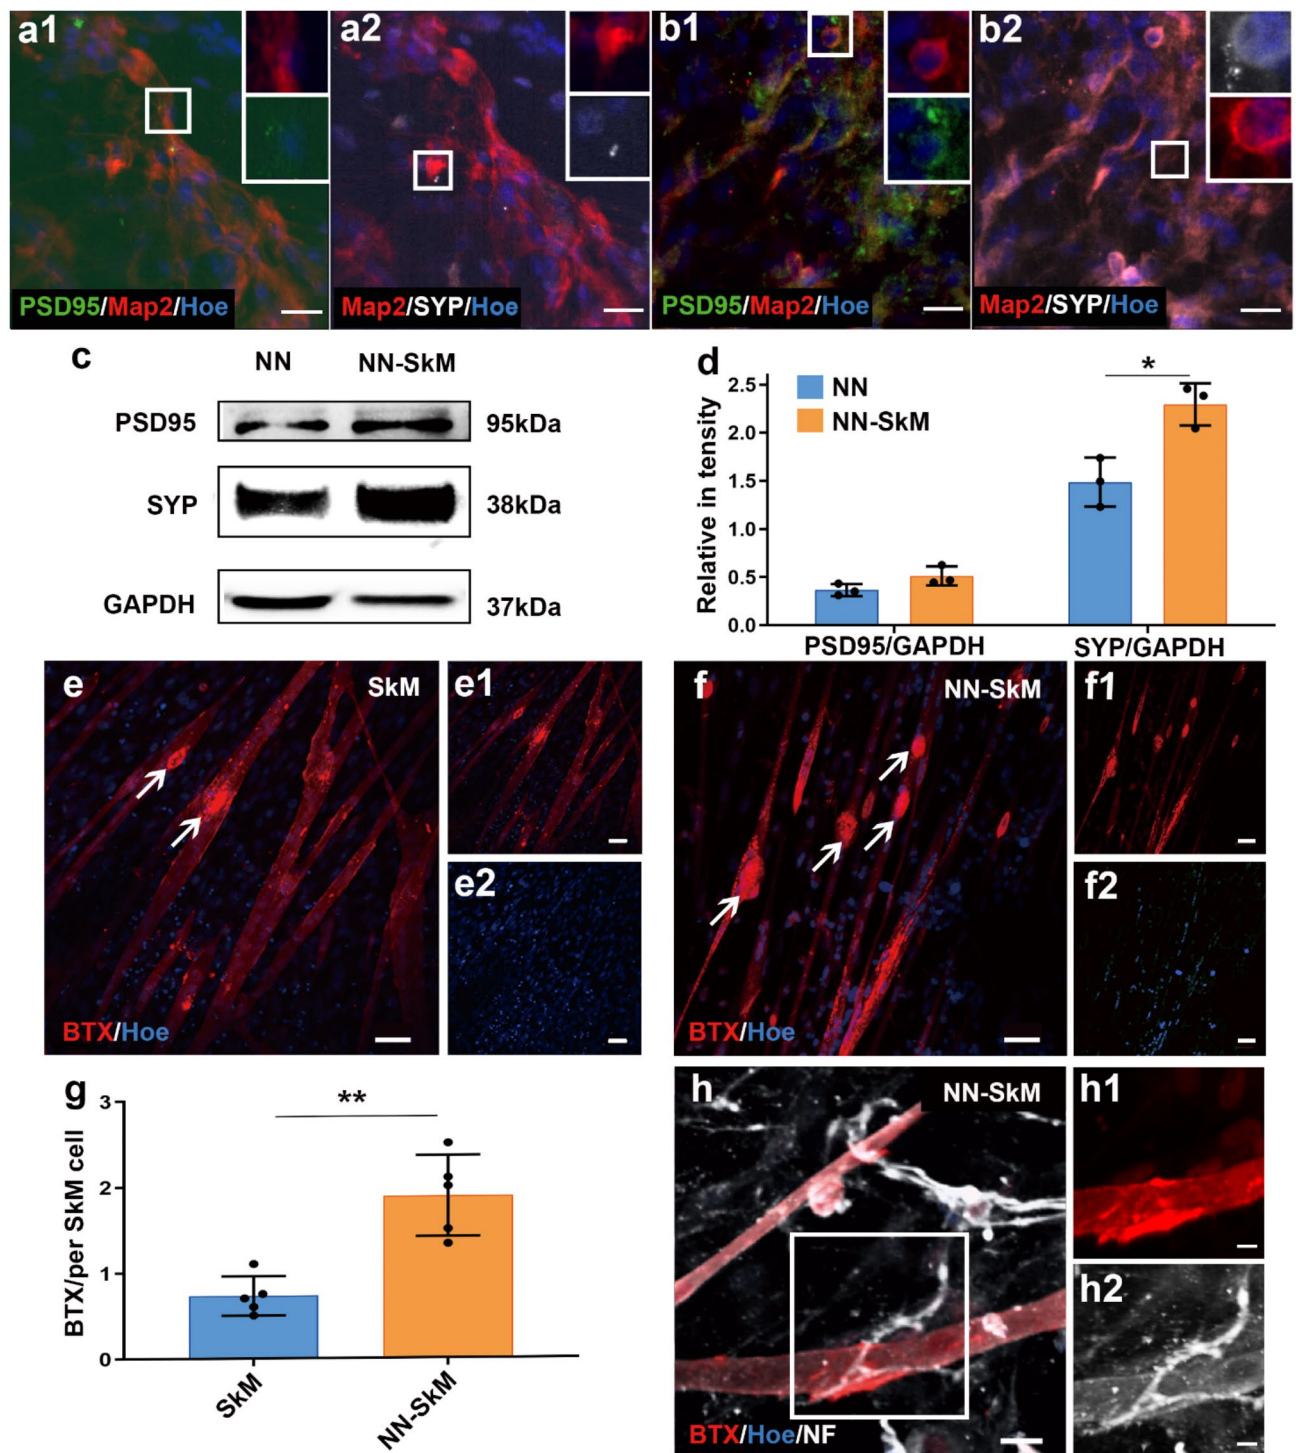 a1
a2
b1
b2
PSD95/Map2/Hoe
Map2/SYP/Hoe
PSD95/Map2/Hoe
Map2/SYP/Hoe
c
NN
NN-SkM
PSD95
95kDa
SYP
38kDa
GAPDH
37kDa
d
*
NN
NN-SkM
Relative in tensity
2.5
2.0
1.5
1.0
0.5
0.0
PSD95/GAPDH
SYP/GAPDH
e
SkM
BTX/Hoe
e1
e2
f
NN-SkM
BTX/Hoe
f1
f2
g
**
BTX/per SkM cell
3
2
1
0
SkM
NN-SkM
h
NN-SkM
BTX/Hoe/NF
h1
h2